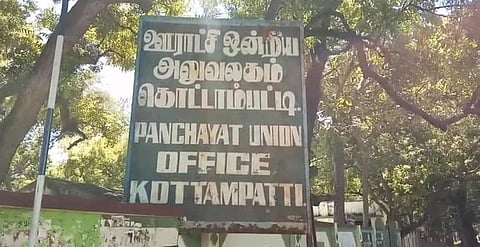 ஊராட்சி ஒன்றிய
அலுவலகம்
கொட்டாம்பட்டி.
PANCHAYAT UNION
OFFICE
KOTTAMPATTI